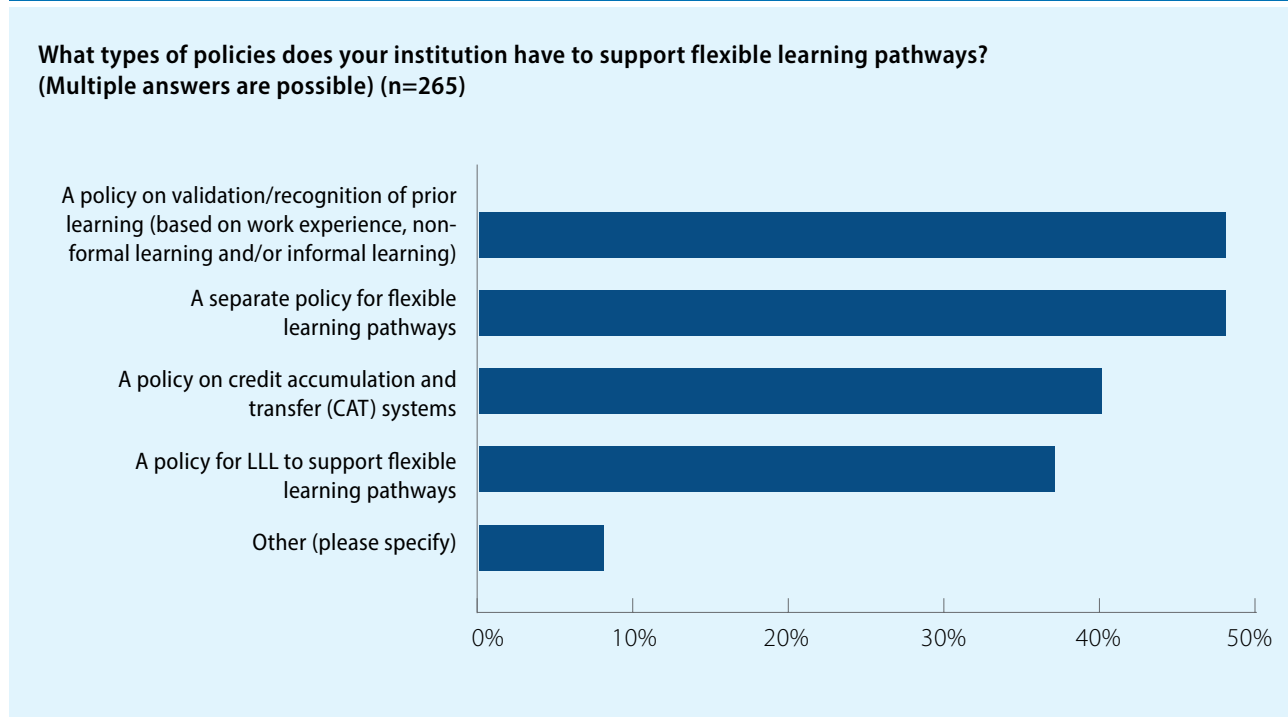 What types of policies does your institution have to support flexible learning pathways?
(Multiple answers are possible) (n=265)
A policy on validation/recognition of prior
learning (based on work experience, non-
formal learning and/or informal learning)
A separate policy for flexible
learning pathways
A policy on credit accumulation and
transfer (CAT) systems
A policy for LLL to support flexible
learning pathways
Other (please specify)
0% 10% 20% 30% 40% 50%